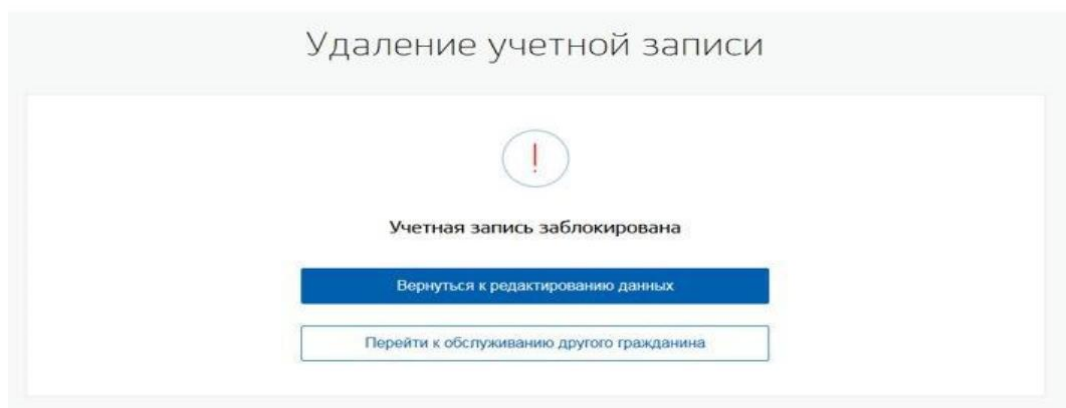 Удаление учетной записи
!
Учетная запись заблокирована
Вернуться к редактированию данных
Перейти к обслуживанию другого гражданина